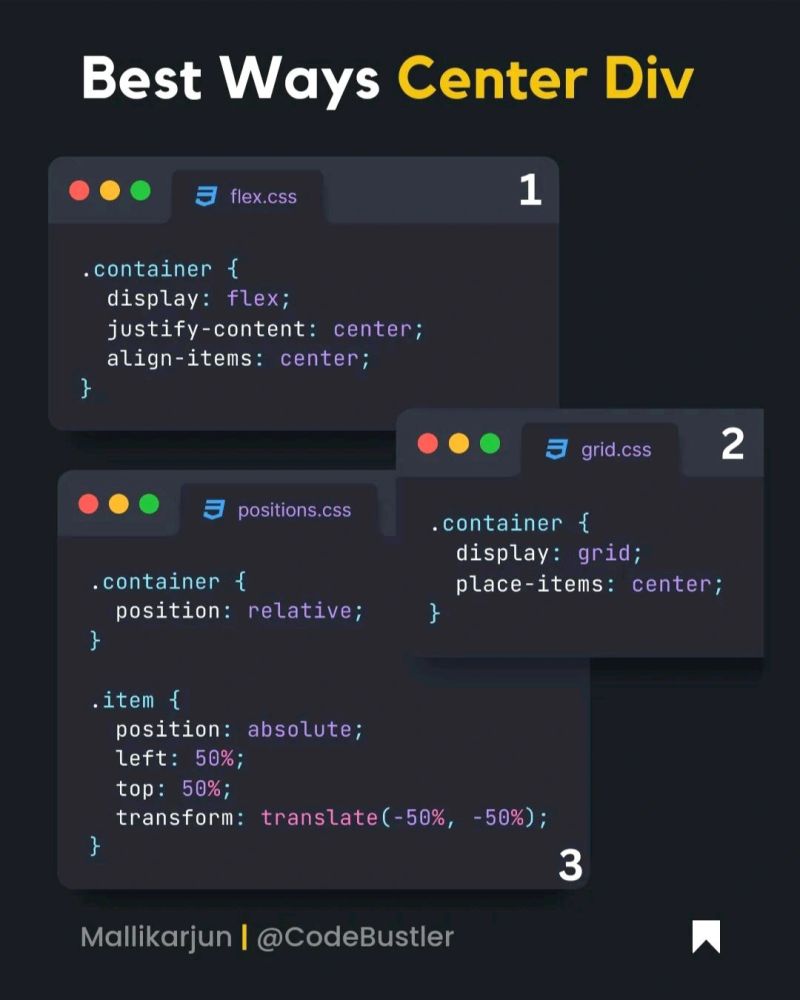 Best Ways Center Div
flex.css
1
.container {
  display: flex;
  justify-content: center;
  align-items: center;
}
grid.css
2
.container {
  display: grid;
  place-items: center;
}
positions.css
.container {
  position: relative;
}
.item {
  position: absolute;
  left: 50%;
  top: 50%;
  transform: translate(-50%, -50%);
}
3
Mallikarjun | @CodeBustler